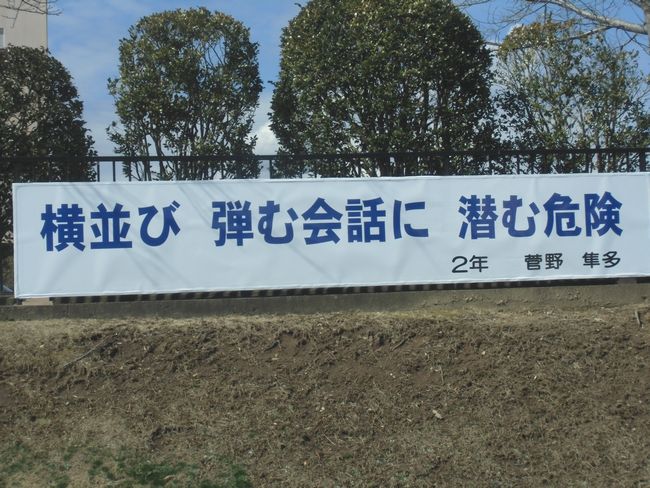 横並び 弾む会話に 潜む危険
2年 菅野 隼多